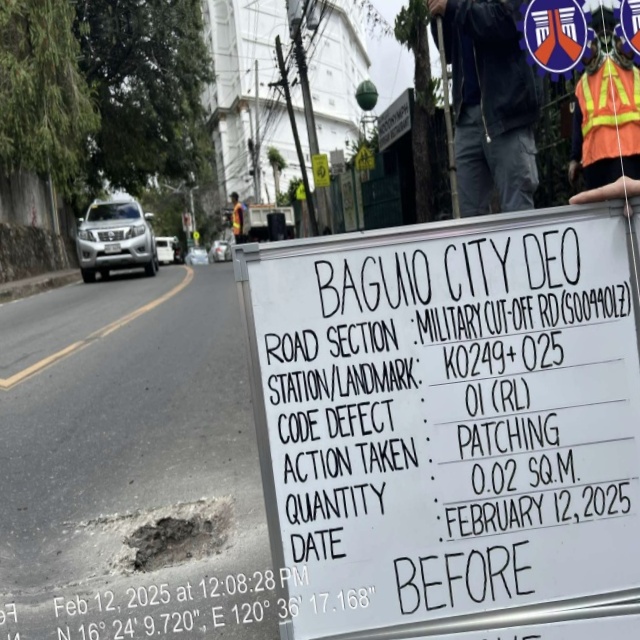 BAGUIO CITY DEO
ROAD SECTION : MILITARY CUT-OFF RD (S00440LZ)
STATION/LANDMARK: K0249+025
CODE DEFECT : 01 (RL)
ACTION TAKEN : PATCHING
QUANTITY : 0.02 SQ.M.
DATE : FEBRUARY 12, 2025
BEFORE
Feb 12, 2025 at 12:08:28 PM
N 16° 24' 9.720", E 120° 36' 17.168"